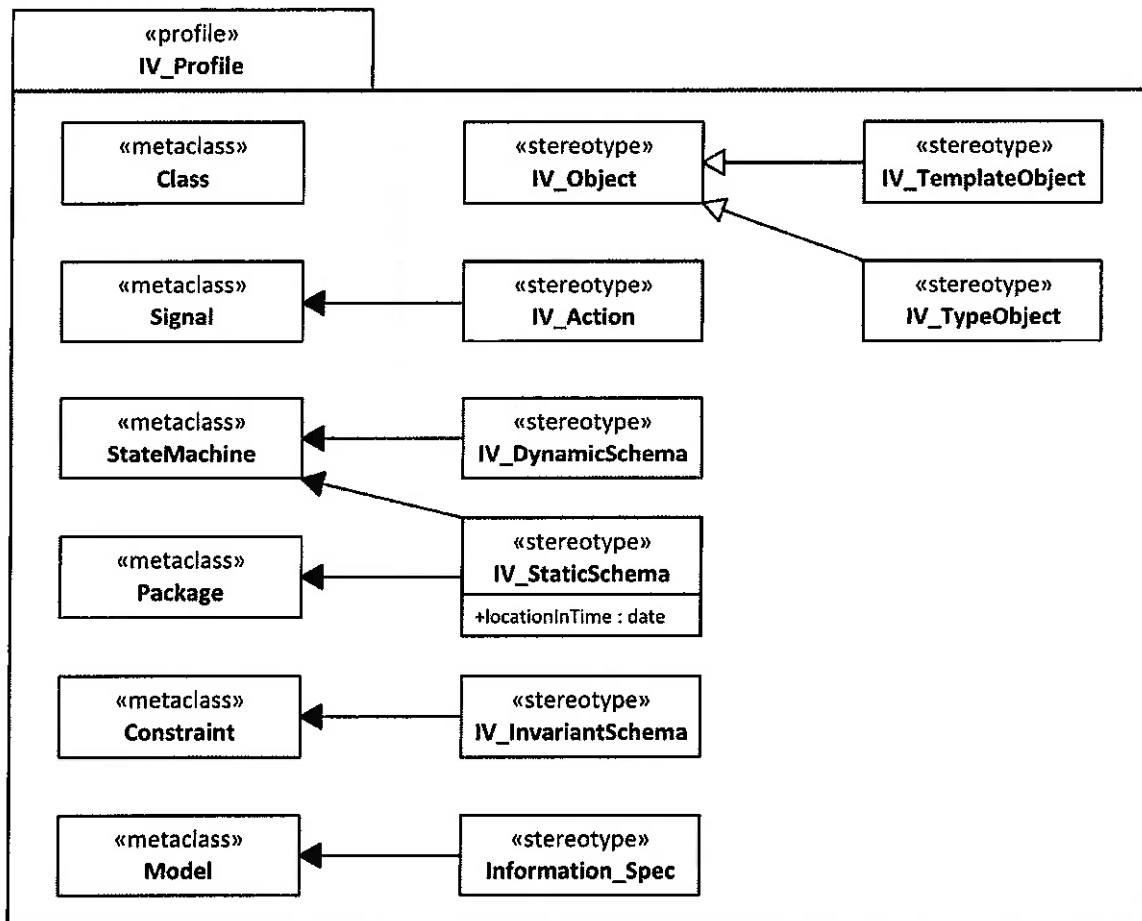 «profile»
IV_Profile
«metaclass»
Class
«stereotype»
IV_Object
«stereotype»
IV_TemplateObject
«metaclass»
Signal
«stereotype»
IV_Action
«stereotype»
IV_TypeObject
«metaclass»
StateMachine
«stereotype»
IV_DynamicSchema
«metaclass»
Package
«stereotype»
IV_StaticSchema
+locationInTime : date
«metaclass»
Constraint
«stereotype»
IV_InvariantSchema
«metaclass»
Model
«stereotype»
Information_Spec